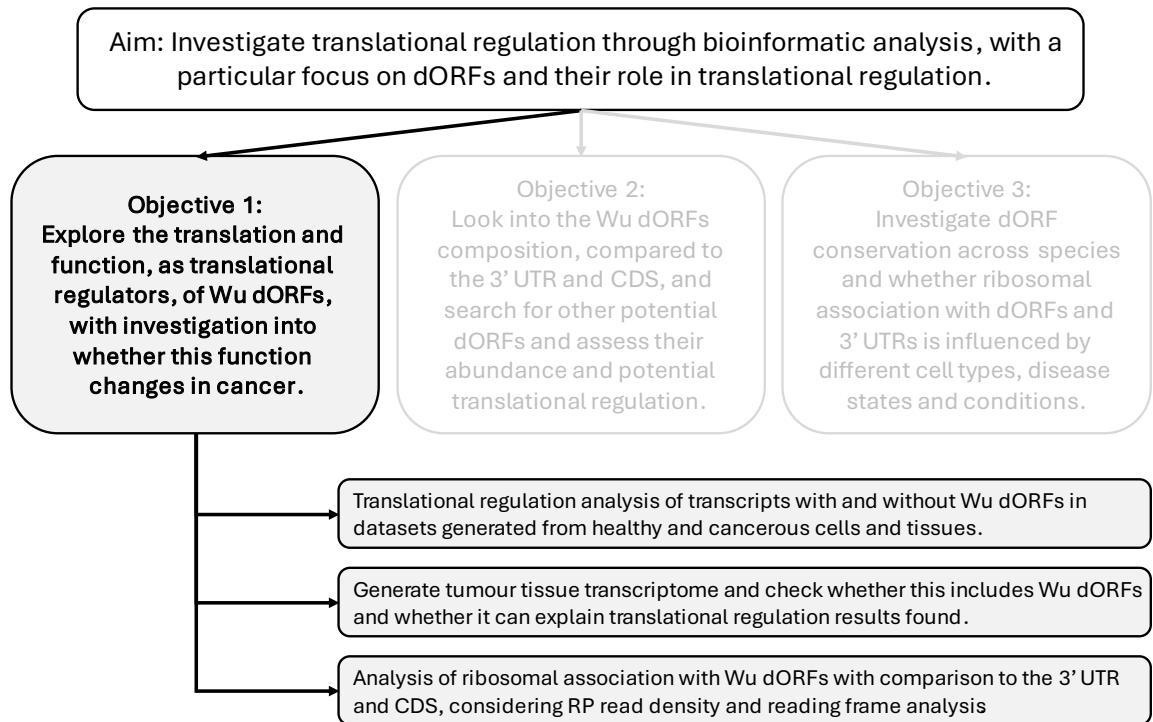 Aim: Investigate translational regulation through bioinformatic analysis, with a
particular focus on dORFs and their role in translational regulation.
Objective 1:
Explore the translation and
function, as translational
regulators, of Wu dORFs,
with investigation into
whether this function
changes in cancer.
Objective 2:
Look into the Wu dORFs
composition, compared to
the 3’ UTR and CDS, and
search for other potential
dORFs and assess their
abundance and potential
translational regulation.
Objective 3:
Investigate dORF
conservation across species
and whether ribosomal
association with dORFs and
3’ UTRs is influenced by
different cell types, disease
states and conditions.
Translational regulation analysis of transcripts with and without Wu dORFs in
datasets generated from healthy and cancerous cells and tissues.
Generate tumour tissue transcriptome and check whether this includes Wu dORFs
and whether it can explain translational regulation results found.
Analysis of ribosomal association with Wu dORFs with comparison to the 3’ UTR
and CDS, considering RP read density and reading frame analysis.